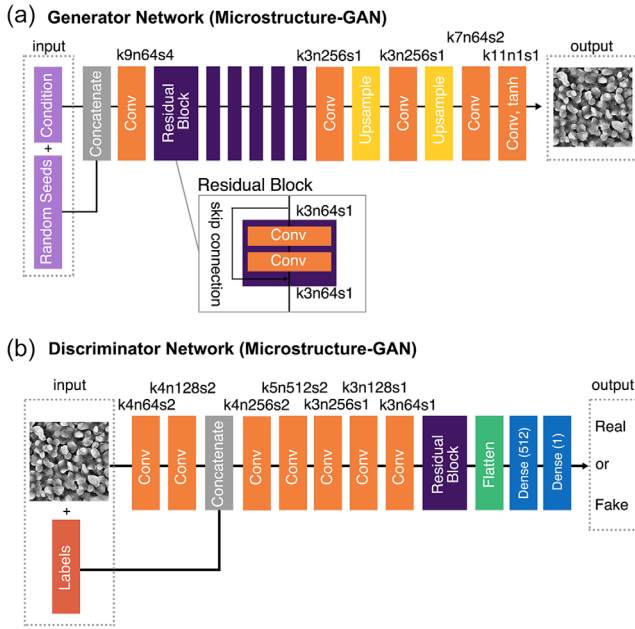 (a) Generator Network (Microstructure-GAN)
input
output
k9n64s4
k3n256s1
k3n256s1
k7n64s2
k11n1s1
Condition
+
Random Seeds
Concatenate
Conv
Residual
Block
Conv
Upsample
Conv
Upsample
Conv
Conv, tanh
Residual Block
k3n64s1
skip connection
Conv
Conv
k3n64s1
(b) Discriminator Network (Microstructure-GAN)
input
output
k4n64s2
k4n128s2
k4n256s2
k5n512s2
k3n256s1
k3n128s1
k3n64s1
+
Labels
Conv
Conv
Concatenate
Conv
Conv
Conv
Conv
Conv
Residual
Block
Flatten
Dense (512)
Dense (1)
Real
or
Fake